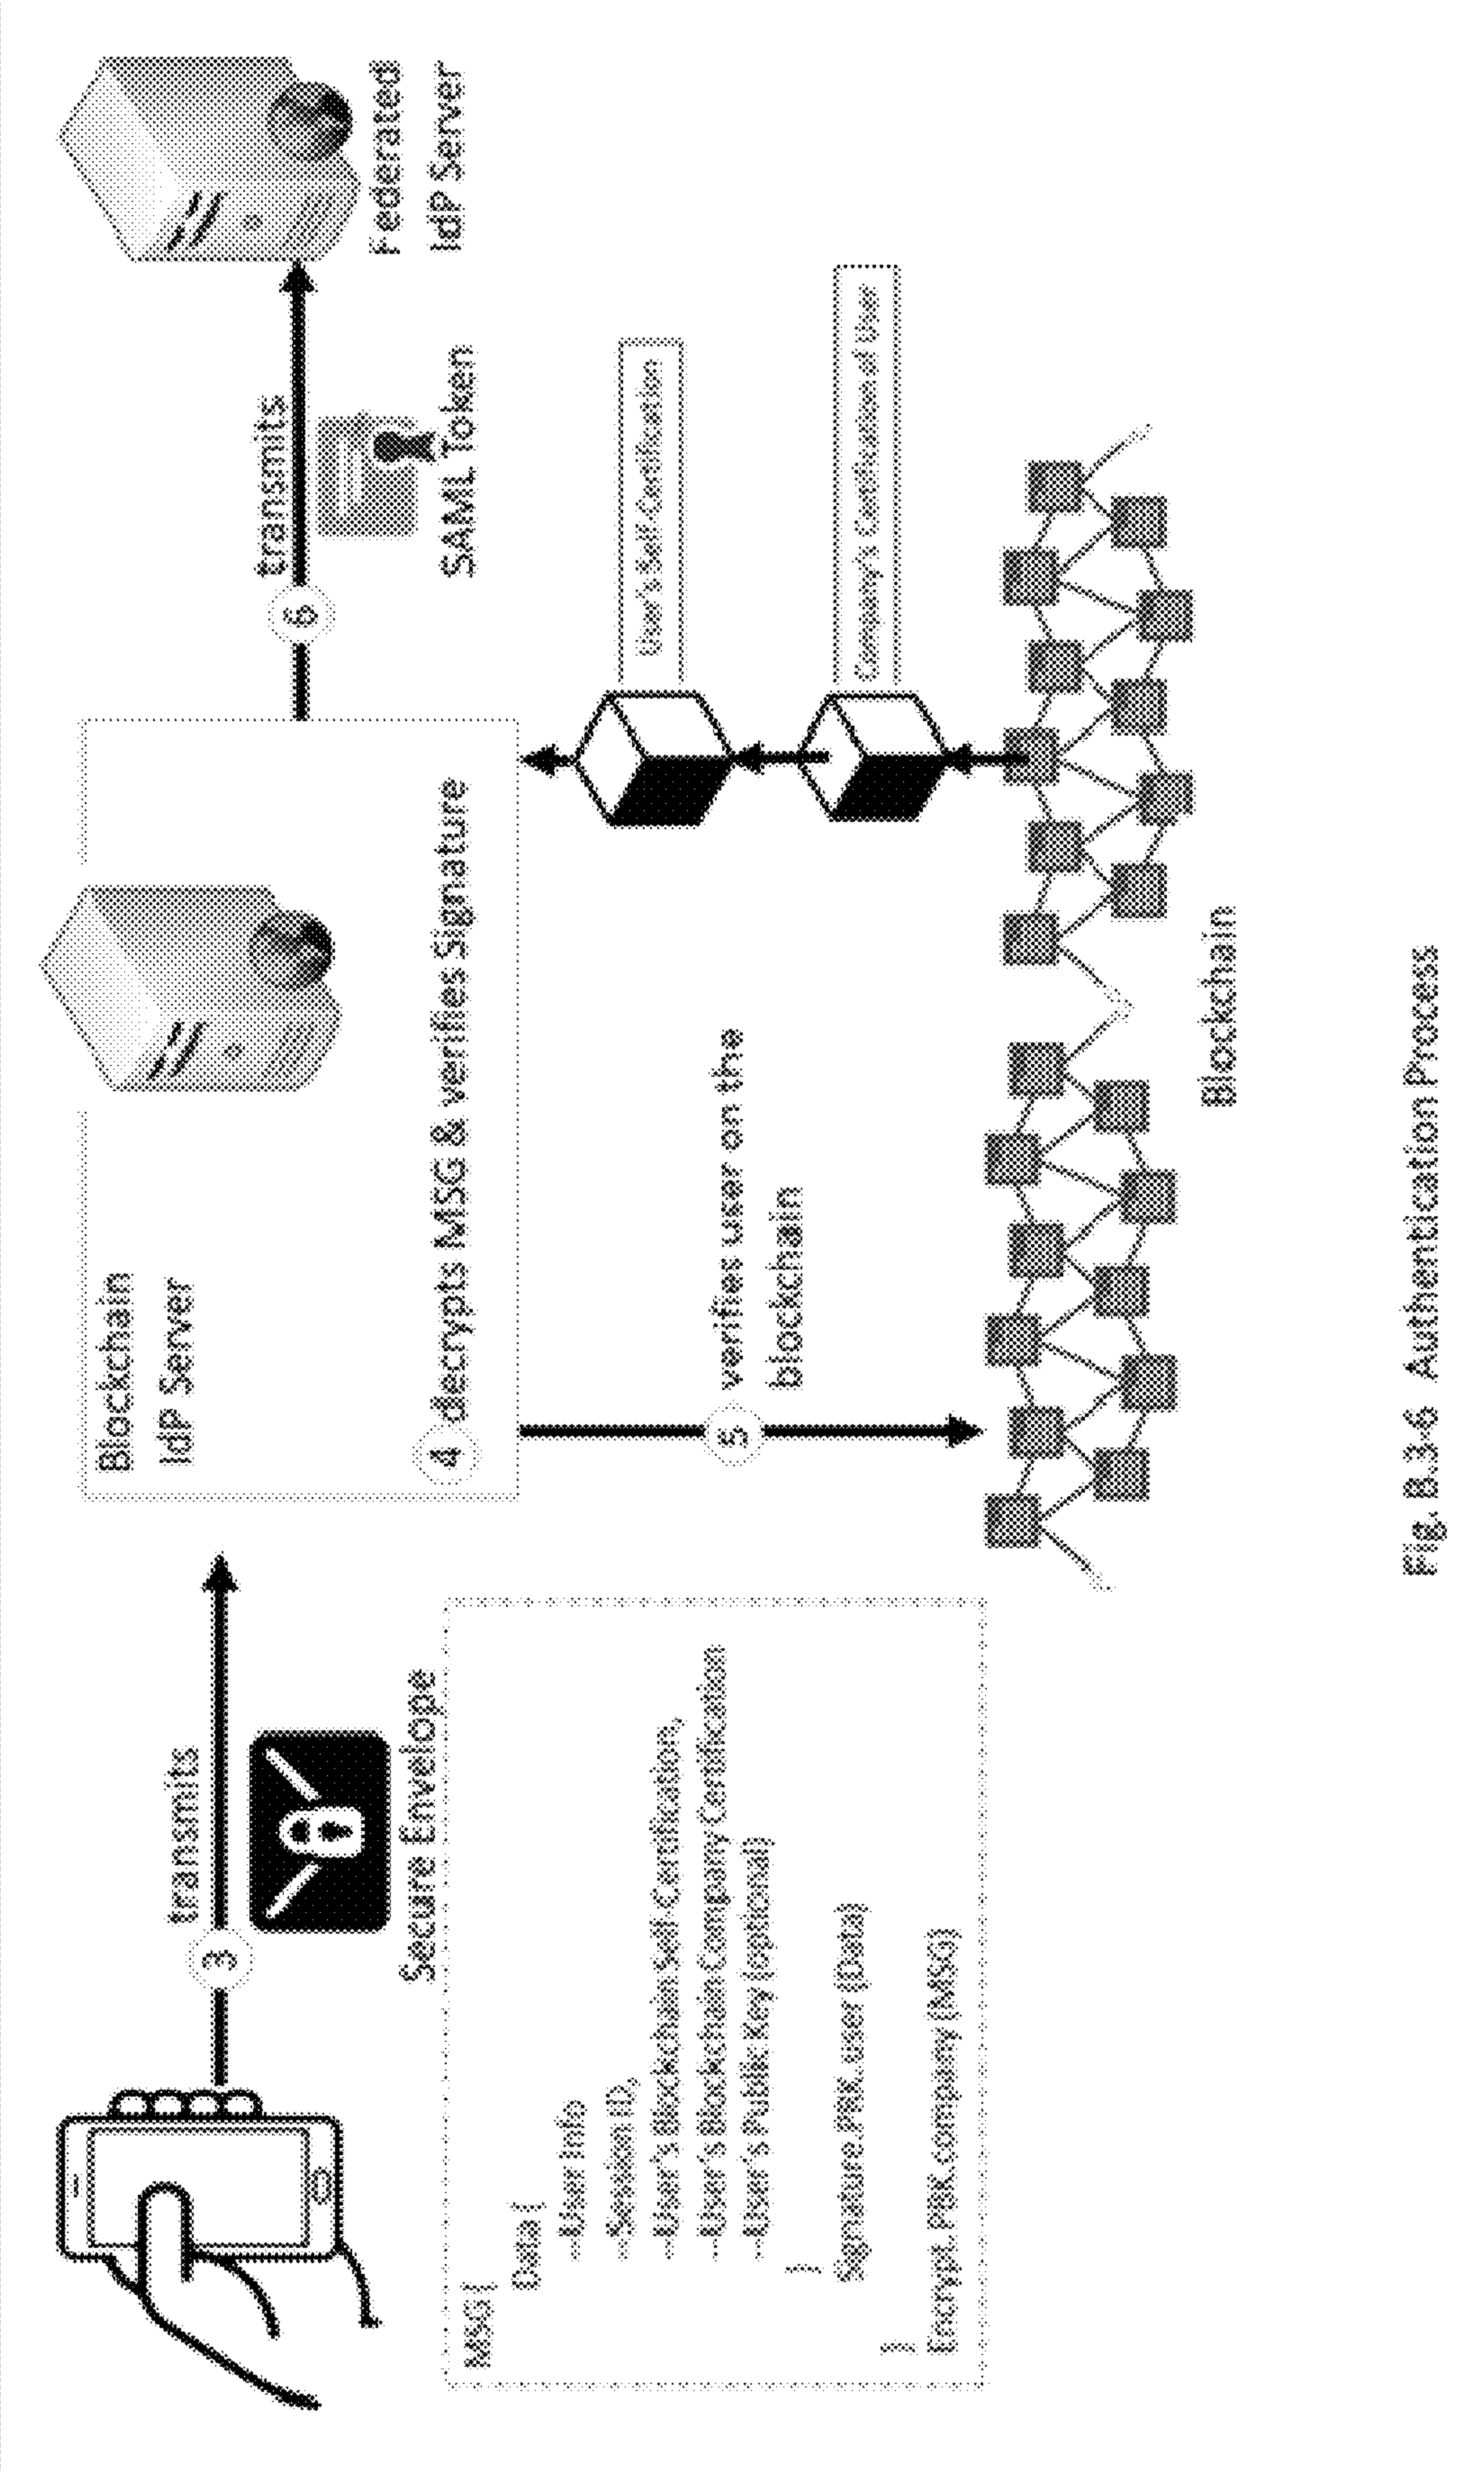 3
transmits
Secure Envelope
MSG {
Data {
--User Info
--Session ID,
--User's Blockchain Self-Certification,
--User's Blockchain Company Certification
--User's Public Key (optional)
}
Signature.PRK.user (Data)
}
Encrypt.PBK.company (MSG)
Blockchain
IdP Server
4 decrypts MSG & verifies Signature
5
verifies user on the
blockchain
User's Self-Certification
Company's Certification of User
Blockchain
6
transmits
SAML Token
Federated
IdP Server
Fig. B.3-6 Authentication Process